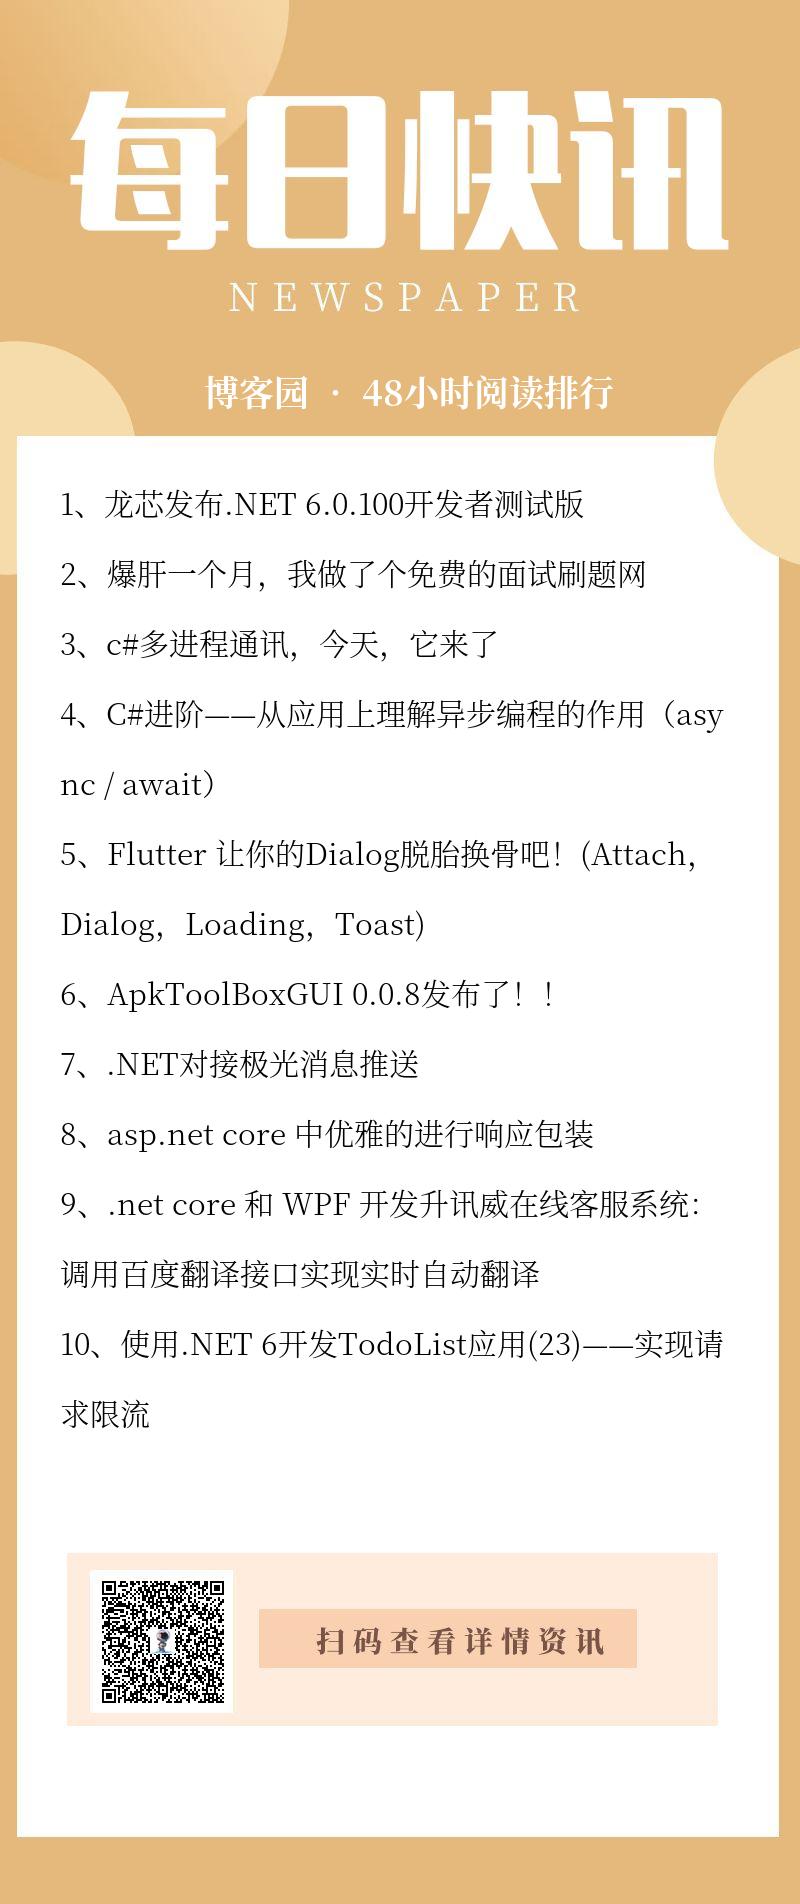 每日快讯
NEWSPAPER
博客园 · 48小时阅读排行
1、龙芯发布.NET 6.0.100开发者测试版
2、爆肝一个月，我做了个免费的面试刷题网
3、c#多进程通讯，今天，它来了
4、C#进阶——从应用上理解异步编程的作用（asy
nc / await）
5、Flutter 让你的Dialog脱胎换骨吧！(Attach，
Dialog，Loading，Toast)
6、ApkToolBoxGUI 0.0.8发布了！！
7、.NET对接极光消息推送
8、asp.net core 中优雅的进行响应包装
9、.net core 和 WPF 开发升讯威在线客服系统：
调用百度翻译接口实现实时自动翻译
10、使用.NET 6开发TodoList应用(23)——实现请
求限流
扫码查看详情资讯